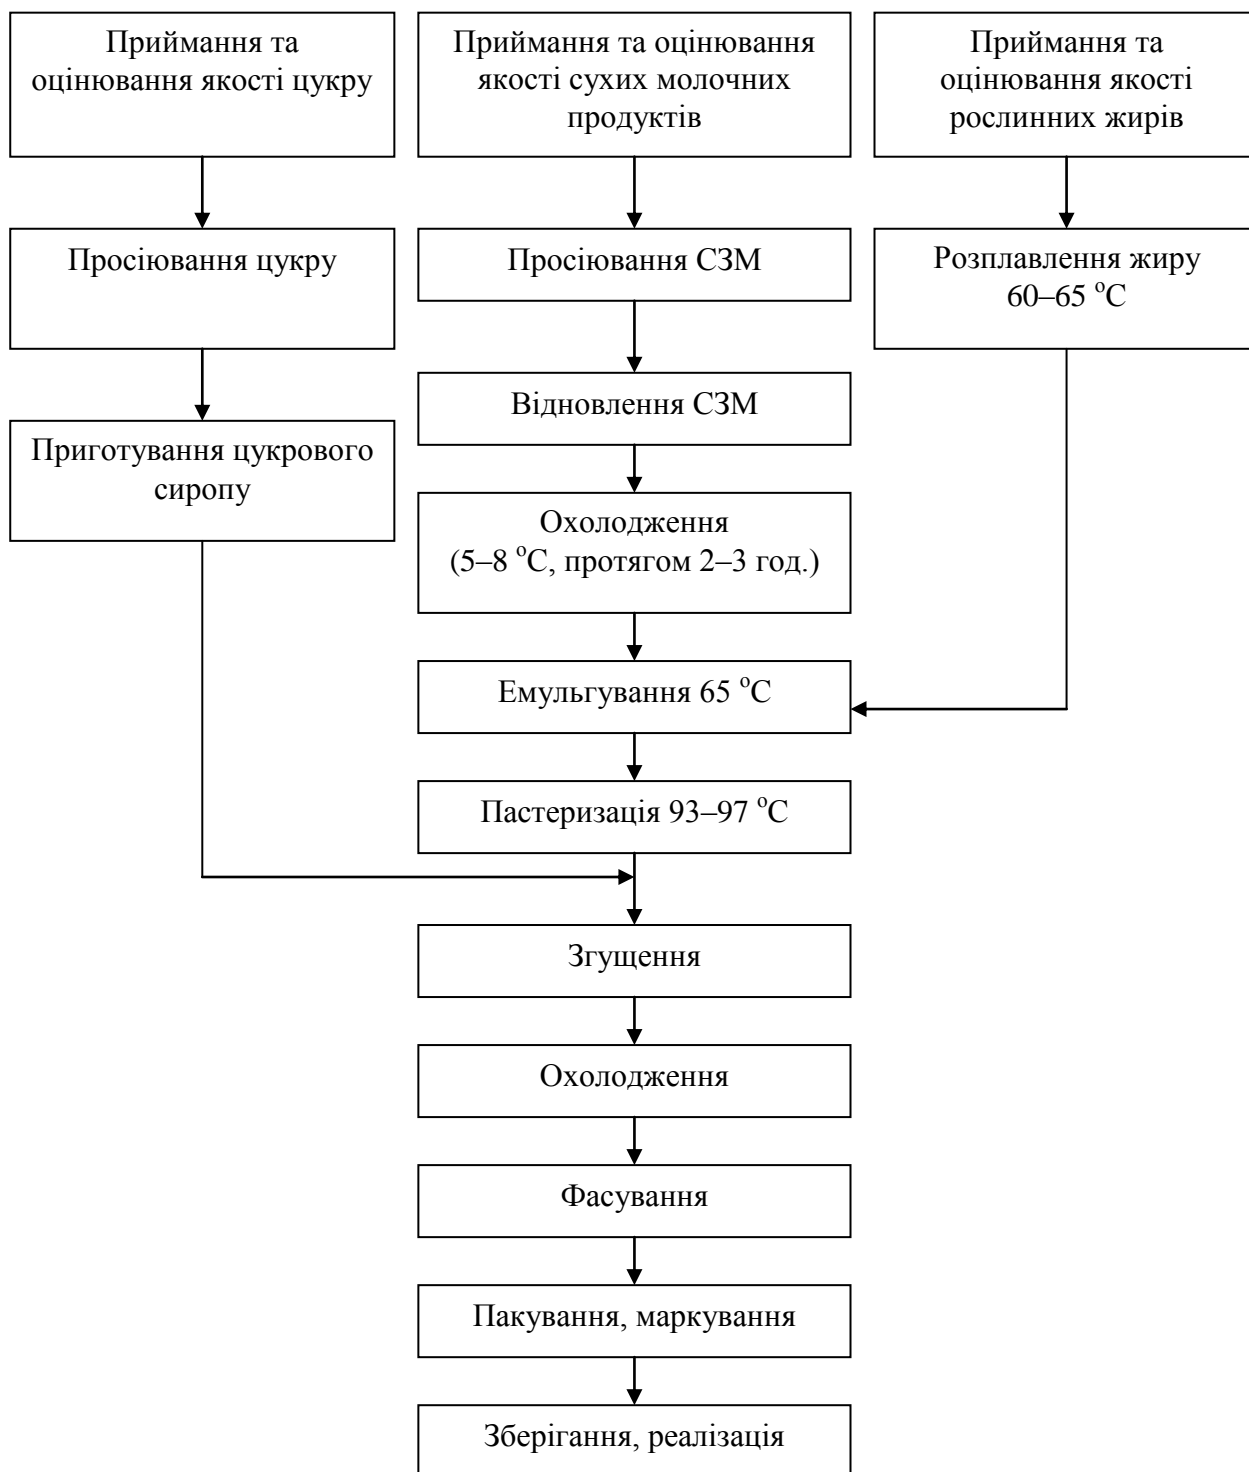 Приймання та
оцінювання якості цукру
Приймання та оцінювання
якості сухих молочних
продуктів
Приймання та
оцінювання якості
рослинних жирів
Просіювання цукру
Просіювання СЗМ
Розплавлення жиру
60–65 °С
Відновлення СЗМ
Приготування цукрового
сиропу
Охолодження
(5–8 °С, протягом 2–3 год.)
Емульгування 65 °С
Пастеризація 93–97 °С
Згущення
Охолодження
Фасування
Пакування, маркування
Зберігання, реалізація